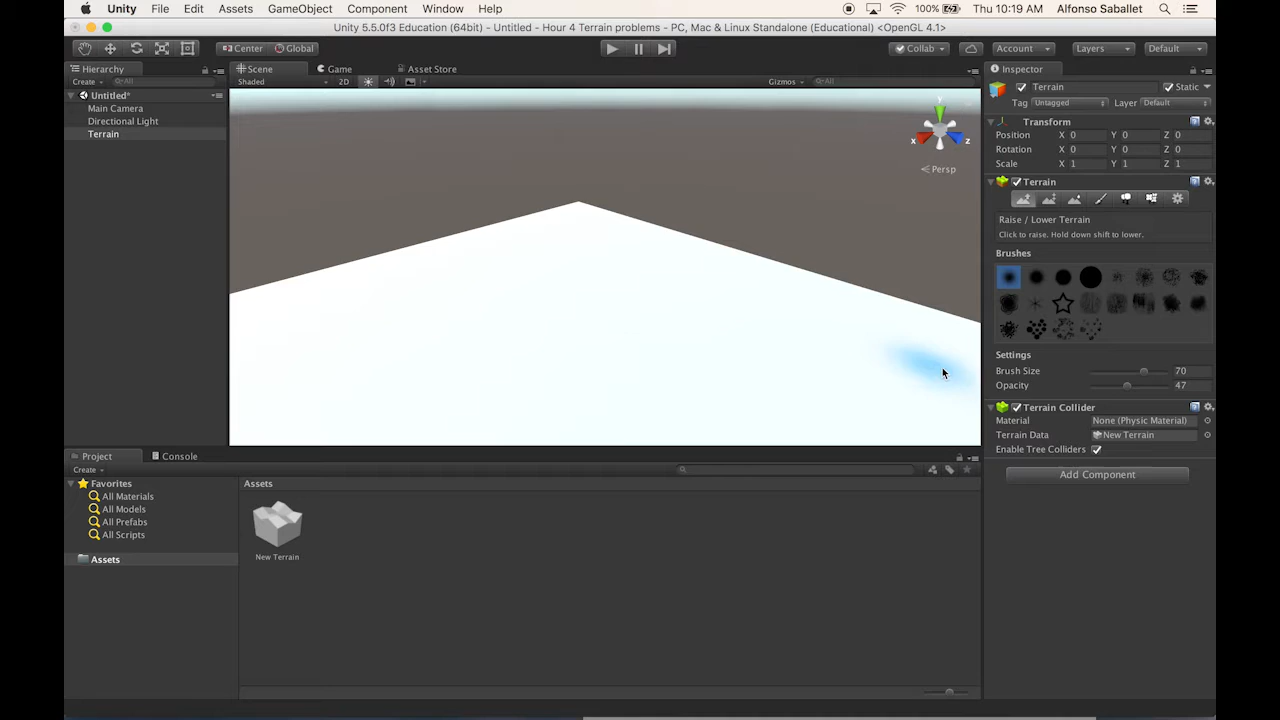 Unity File Edit Assets GameObject Component Window Help 100% Thu 10:19 AM Alfonso Saballet
Unity 5.5.0f3 Education (64bit) - Untitled - Hour 4 Terrain problems - PC, Mac & Linux Standalone (Educational) <OpenGL 4.1>
Center Global Collab Account Layers Default
Hierarchy Scene Game Asset Store Inspector
Create All Shaded 2D Gizmos All
Terrain Static
Untitled*
Tag Untagged Layer Default
Main Camera
Directional Light
Terrain
Transform
Position X 0 Y 0 Z 0
Rotation X 0 Y 0 Z 0
Scale X 1 Y 1 Z 1
y
x z
Persp
Terrain
Raise / Lower Terrain
Click to raise. Hold down shift to lower.
Brushes
Settings
Brush Size 70
Opacity 47
Terrain Collider
Material None (Physic Material)
Terrain Data New Terrain
Enable Tree Colliders
Add Component
Project Console
Create
Favorites
All Materials
All Models
All Prefabs
All Scripts
Assets
Assets
New Terrain